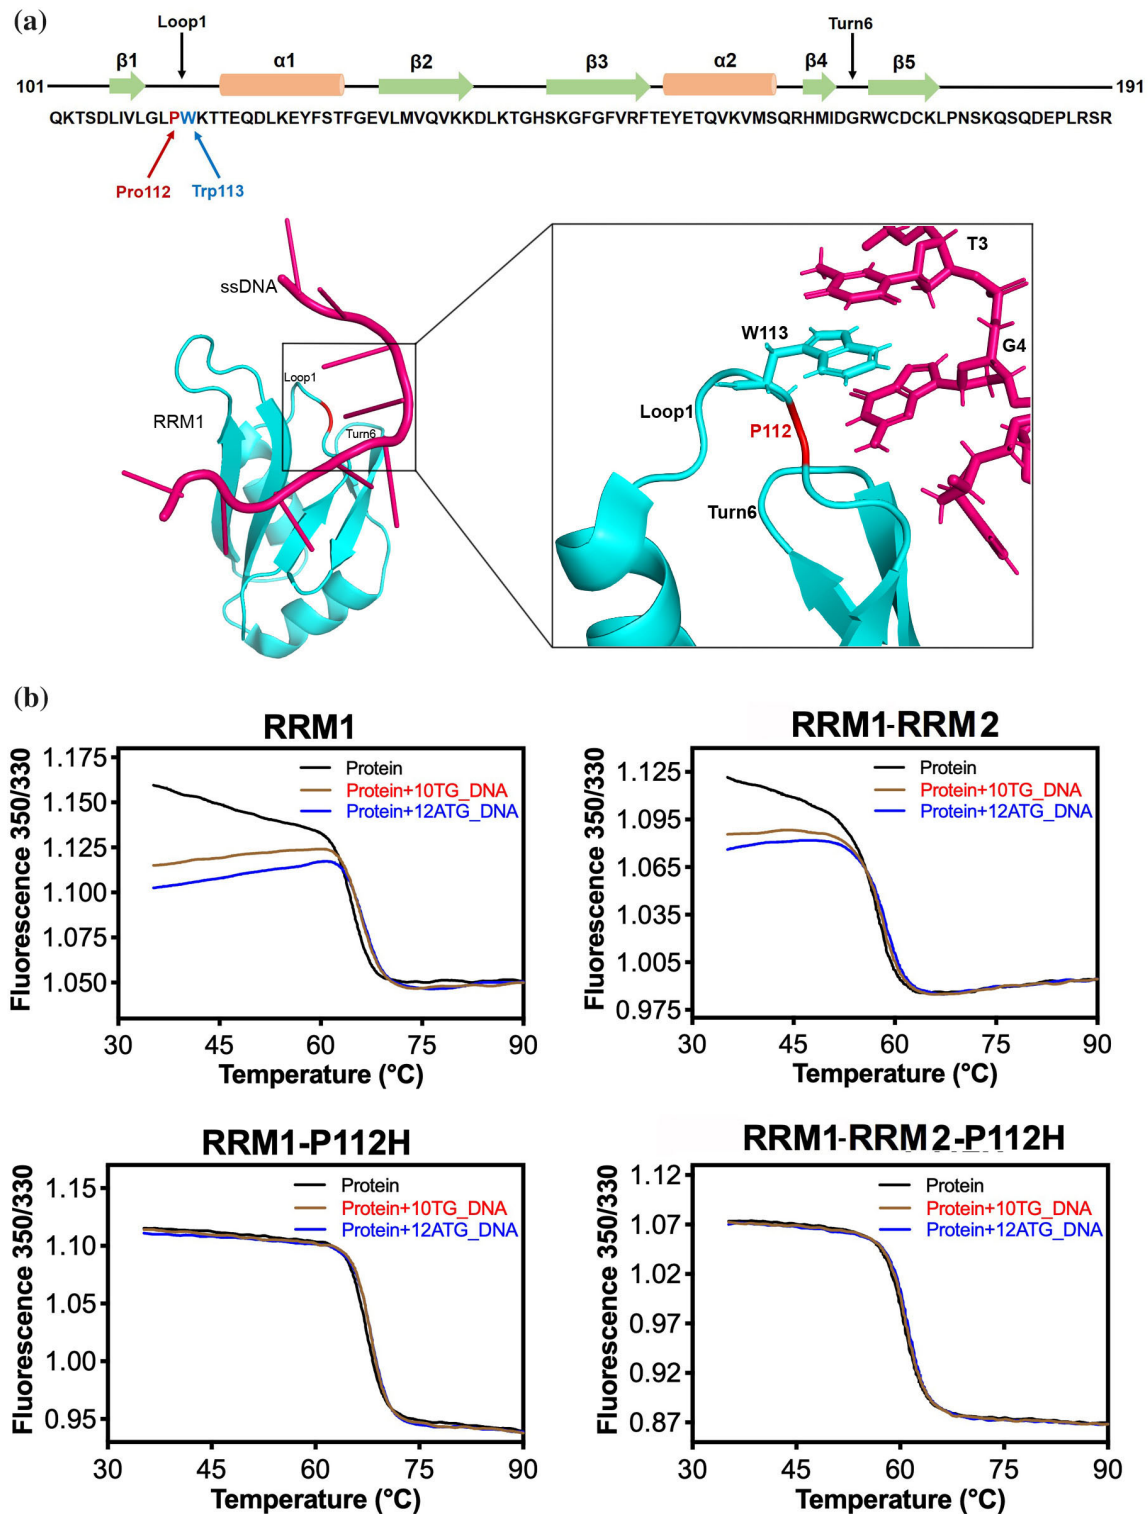 (a)
Loop1
Turn6
β1
α1
β2
β3
α2
β4
β5
101
191
QKTSDLIVLGLPWKTTEQDLKEYFSTFGEVLMVQVKKDLKTGHSKGFGFVRFTEYETQVKVMSQRHMIDGRWCDCKLPNSKQSQDEPLRSR
Pro112
Trp113
ssDNA
RRM1
Loop1
Turn6
T3
W113
G4
Loop1
P112
Turn6
(b)
RRM1
Fluorescence 350/330
1.175
1.150
1.125
1.100
1.075
1.050
Protein
Protein+10TG_DNA
Protein+12ATG_DNA
30 45 60 75 90
Temperature (°C)
RRM1-RRM2
Fluorescence 350/330
1.125
1.095
1.065
1.035
1.005
0.975
Protein
Protein+10TG_DNA
Protein+12ATG_DNA
30 45 60 75 90
Temperature (°C)
RRM1-P112H
Fluorescence 350/330
1.15
1.10
1.05
1.00
0.95
Protein
Protein+10TG_DNA
Protein+12ATG_DNA
30 45 60 75 90
Temperature (°C)
RRM1-RRM2-P112H
Fluorescence 350/330
1.12
1.07
1.02
0.97
0.92
0.87
Protein
Protein+10TG_DNA
Protein+12ATG_DNA
30 45 60 75 90
Temperature (°C)